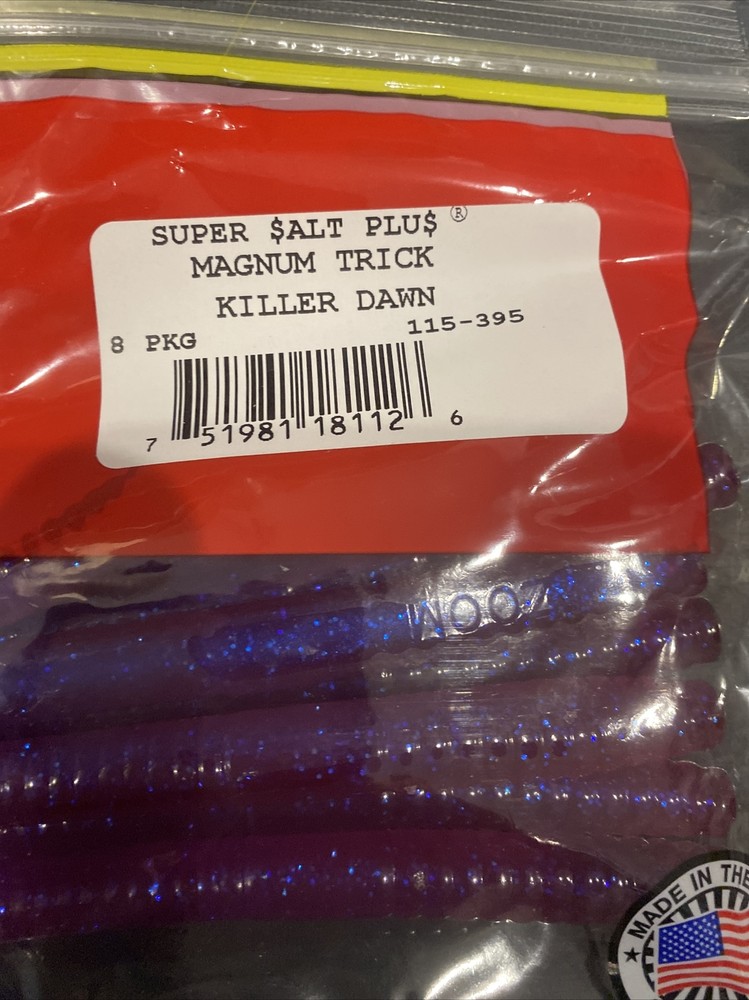 SUPER $ALT PLU$ ®
MAGNUM TRICK
KILLER DAWN
8 PKG 115-395
7 51981 18112 6
ZOOM
MADE IN THE